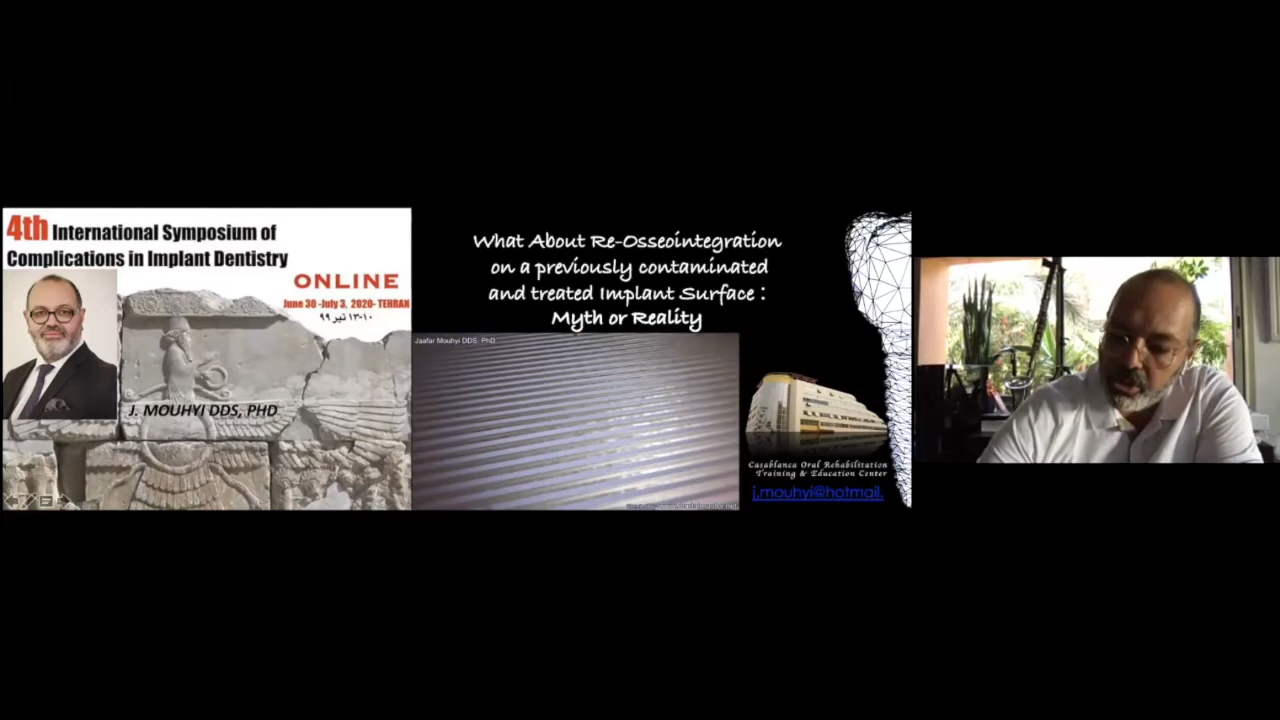 4th International Symposium of
Complications in Implant Dentistry
ONLINE
June 30 -July 3, 2020- TEHRAN
۱۰-۱۳ تیر ۹۹
J. MOUHYI DDS, PHD
What About Re-Osseointegration
on a previously contaminated
and treated Implant Surface :
Myth or Reality
Jaafar Mouhyi DDS, PhD
Casablanca Oral Rehabilitation
Training & Education Center
j.mouhyi@hotmail.